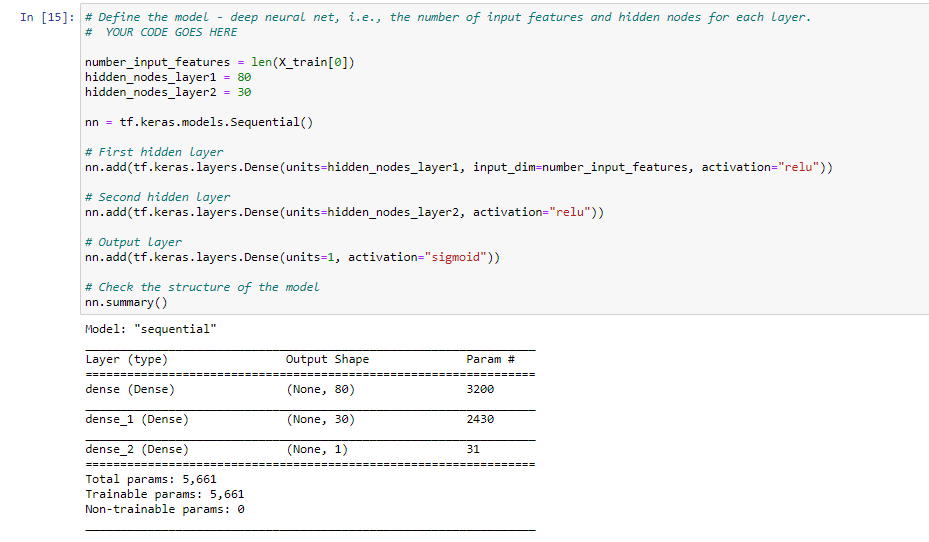 In [15]: # Define the model - deep neural net, i.e., the number of input features and hidden nodes for each layer.
#  YOUR CODE GOES HERE
number_input_features = len(X_train[0])
hidden_nodes_layer1 = 80
hidden_nodes_layer2 = 30
nn = tf.keras.models.Sequential()
# First hidden layer
nn.add(tf.keras.layers.Dense(units=hidden_nodes_layer1, input_dim=number_input_features, activation="relu"))
# Second hidden layer
nn.add(tf.keras.layers.Dense(units=hidden_nodes_layer2, activation="relu"))
# Output layer
nn.add(tf.keras.layers.Dense(units=1, activation="sigmoid"))
# Check the structure of the model
nn.summary()
Model: "sequential"
Layer (type) Output Shape Param #
dense (Dense) (None, 80) 3200
dense_1 (Dense) (None, 30) 2430
dense_2 (Dense) (None, 1) 31
Total params: 5,661
Trainable params: 5,661
Non-trainable params: 0